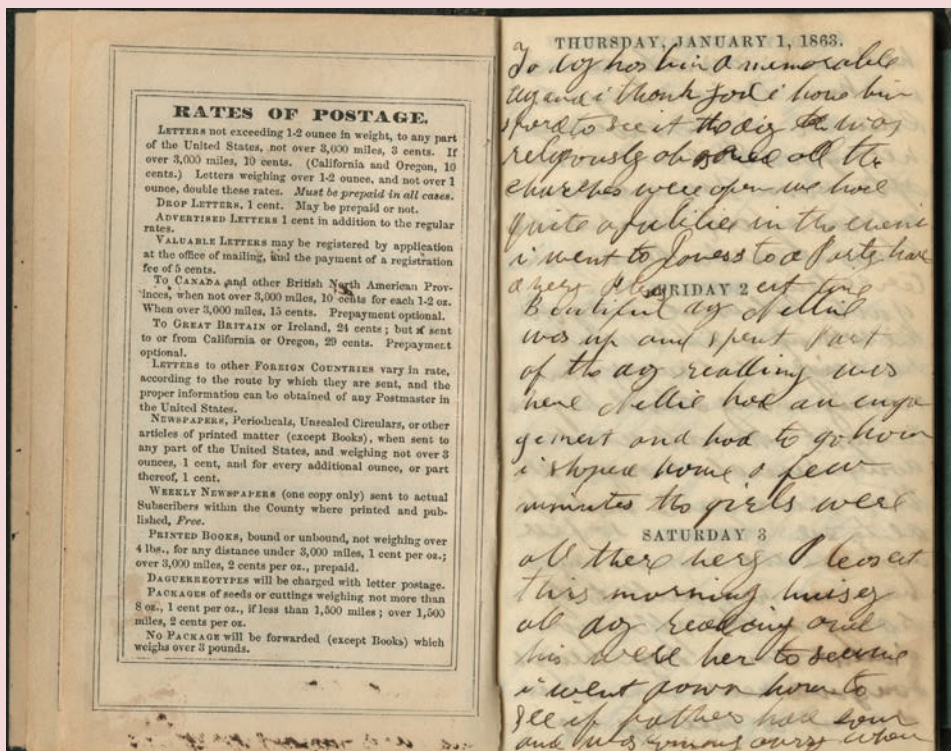 RATES OF POSTAGE.
LETTERS not exceeding 1-2 ounce in weight, to any part
of the United States, not over 3,000 miles, 3 cents. If
over 3,000 miles, 10 cents. (California and Oregon, 10
cents.) Letters weighing over 1-2 ounce, and not over 1
ounce, double these rates. Must be prepaid in all cases.
DROP LETTERS, 1 cent. May be prepaid or not.
ADVERTISED LETTERS 1 cent in addition to the regular
rates.
VALUABLE LETTERS may be registered by application
at the office of mailing, and the payment of a registration
fee of 5 cents.
To CANADA and other British North American Prov-
inces, when not over 3,000 miles, 10 cents for each 1-2 oz.
When over 3,000 miles, 15 cents. Prepayment optional.
To GREAT BRITAIN or Ireland, 24 cents; but if sent
to or from California or Oregon, 29 cents. Prepayment
optional.
LETTERS to other FOREIGN COUNTRIES vary in rate,
according to the route by which they are sent, and the
proper information can be obtained of any Postmaster in
the United States.
NEWSPAPERS, Periodicals, Unsealed Circulars, or other
articles of printed matter (except Books), when sent to
any part of the United States, and weighing not over 3
ounces, 1 cent, and for every additional ounce, or part
thereof, 1 cent.
WEEKLY NEWSPAPERS (one copy only) sent to actual
Subscribers within the County where printed and pub-
lished, Free.
PRINTED BOOKS, bound or unbound, not weighing over
4 lbs., for any distance under 3,000 miles, 1 cent per oz.;
over 3,000 miles, 2 cents per oz., prepaid.
DAGUERREOTYPES will be charged with letter postage.
PACKAGES of seeds or cuttings weighing not more than
8 oz., 1 cent per oz., if less than 1,500 miles; over 1,500
miles, 2 cents per oz.
No PACKAGE will be forwarded (except Books) which
weighs over 3 pounds.
THURSDAY, JANUARY 1, 1863.
To day has bin a memorable
day and i thank god i have bin
sperd to see it the day was
religously observed all the
churches were open we had
quite a in the
i went to to a Party had
a very
FRIDAY 2
Beautiful day Nellie
was up and spent Part
of the day reading was
here Nellie had an enga
gement and had to go home
i stoped home a few
minutes the girls were
SATURDAY 3
all there very Pleasent
this morning
all day reading and
were her to
i went down home to
see if father had
and was